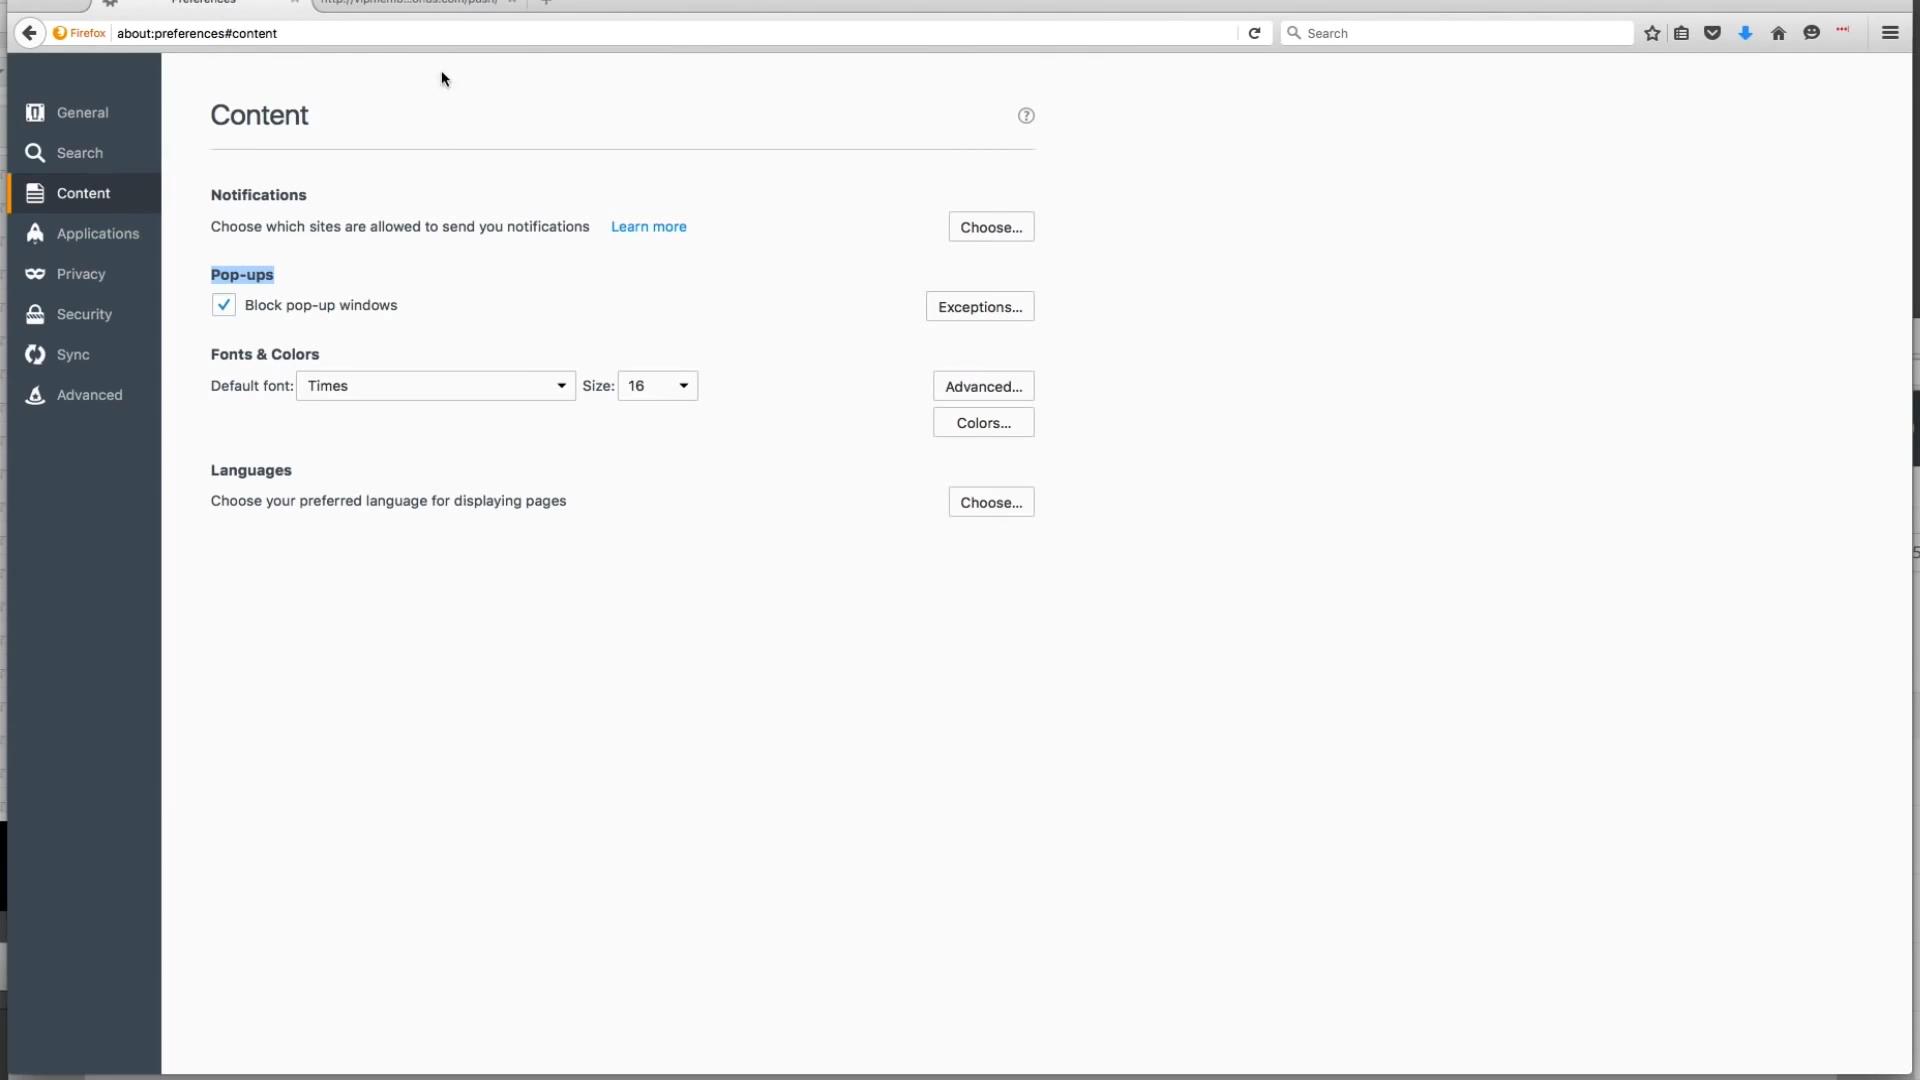 Preferences
Firefox
about:preferences#content
Search
General
Search
Content
Applications
Privacy
Security
Sync
Advanced
Content
Notifications
Choose which sites are allowed to send you notifications Learn more Choose...
Pop-ups
Block pop-up windows Exceptions...
Fonts & Colors
Default font: Times Size: 16 Advanced...
Colors...
Languages
Choose your preferred language for displaying pages Choose...